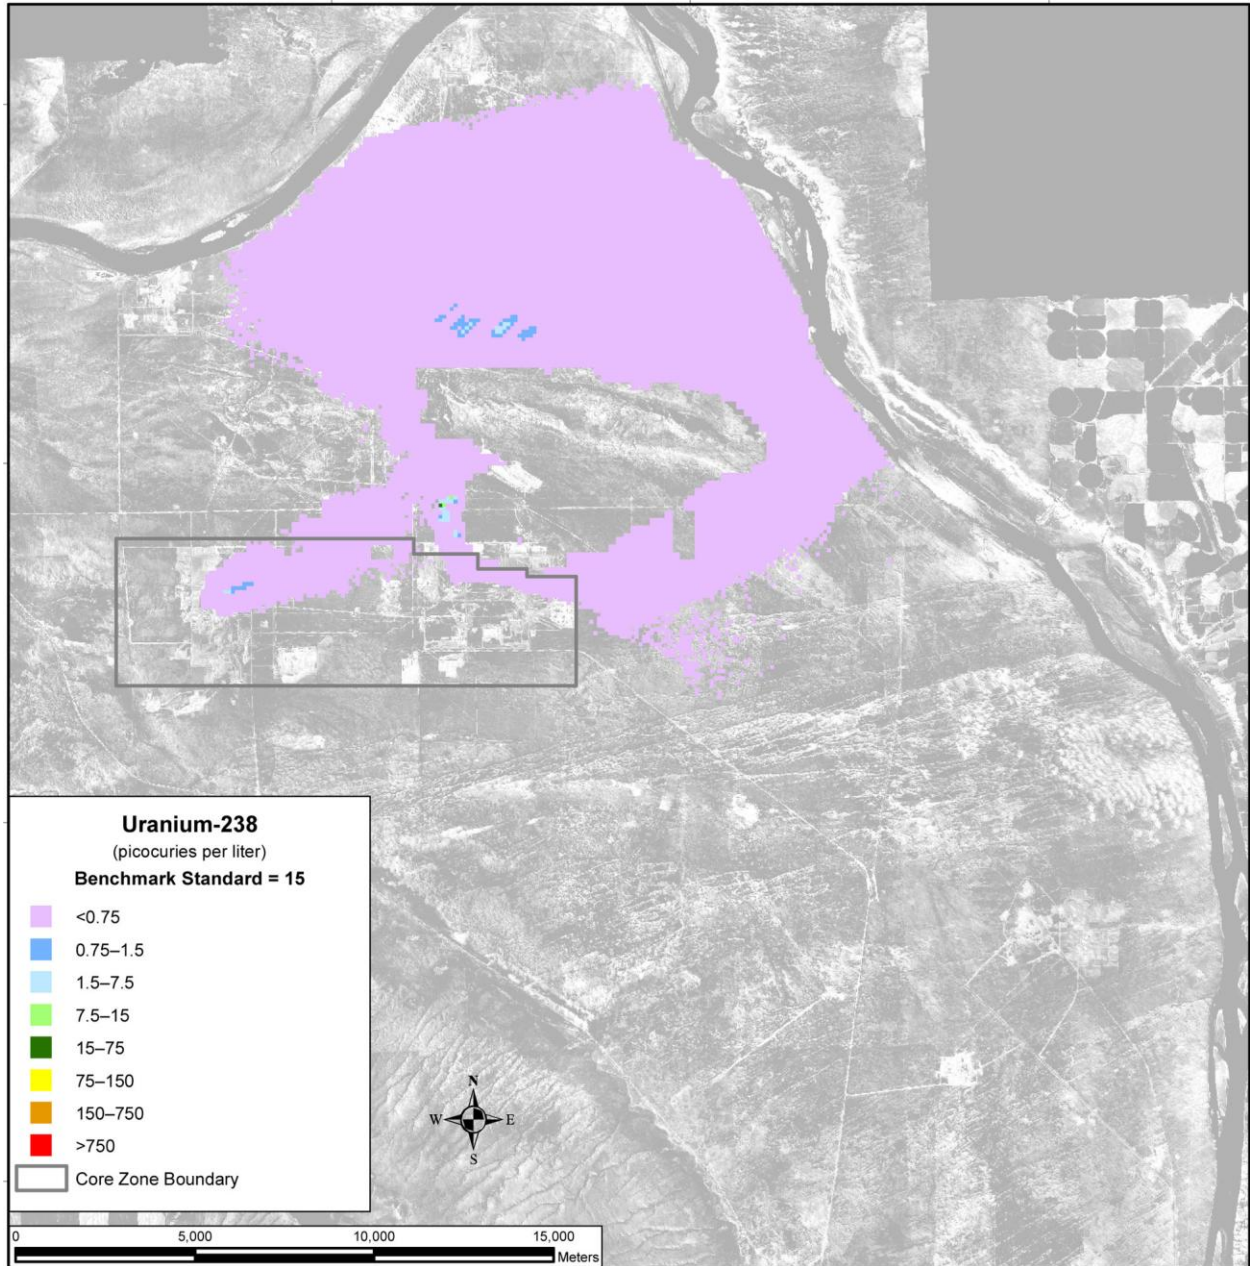 Uranium-238
(picocuries per liter)
Benchmark Standard = 15
<0.75
0.75–1.5
1.5–7.5
7.5–15
15–75
75–150
150–750
>750
Core Zone Boundary
N
W E
S
0 5,000 10,000 15,000
Meters